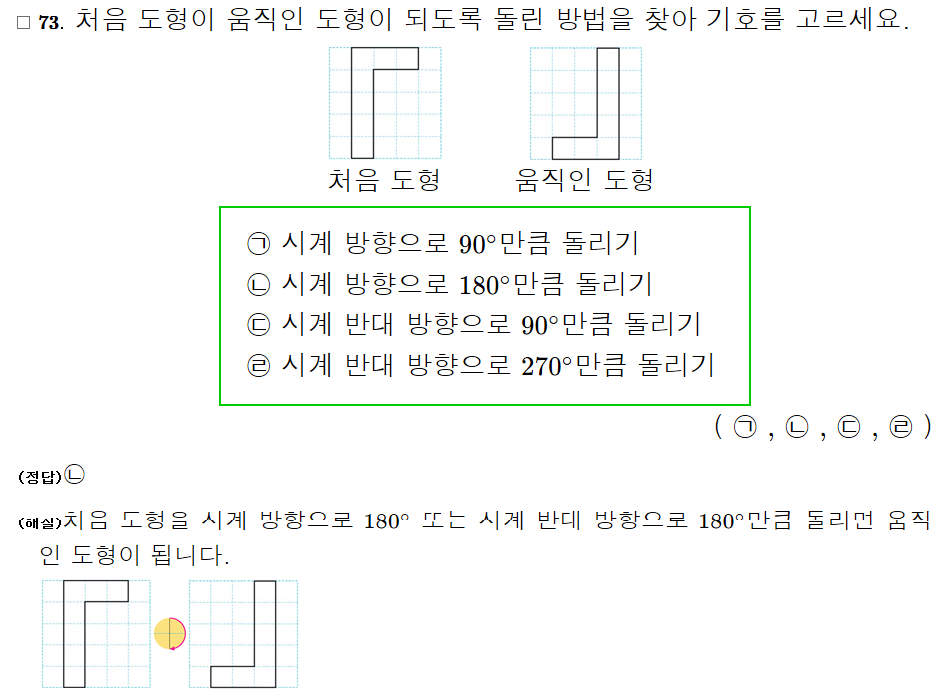 □ 73. 처음 도형이 움직인 도형이 되도록 돌린 방법을 찾아 기호를 고르세요.
처음 도형 움직인 도형
㉠ 시계 방향으로 90°만큼 돌리기
㉡ 시계 방향으로 180°만큼 돌리기
㉢ 시계 반대 방향으로 90°만큼 돌리기
㉣ 시계 반대 방향으로 270°만큼 돌리기
( ㉠ , ㉡ , ㉢ , ㉣ )
(정답)㉡
(해설)처음 도형을 시계 방향으로 180° 또는 시계 반대 방향으로 180°만큼 돌리면 움직
인 도형이 됩니다.